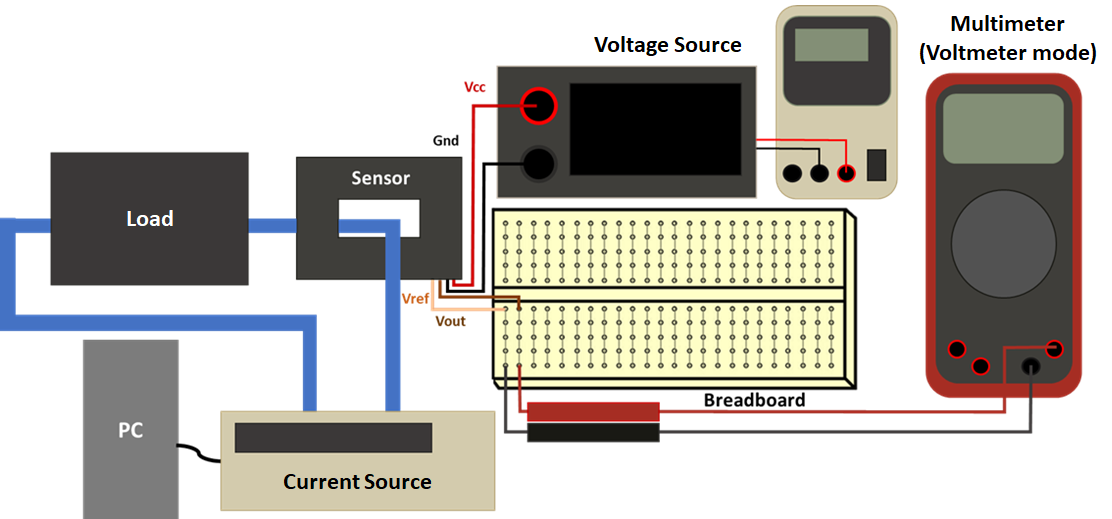 Multimeter
(Voltmeter mode)
Voltage Source
Vcc
Gnd
Sensor
Load
Vref
Vout
Breadboard
PC
Current Source